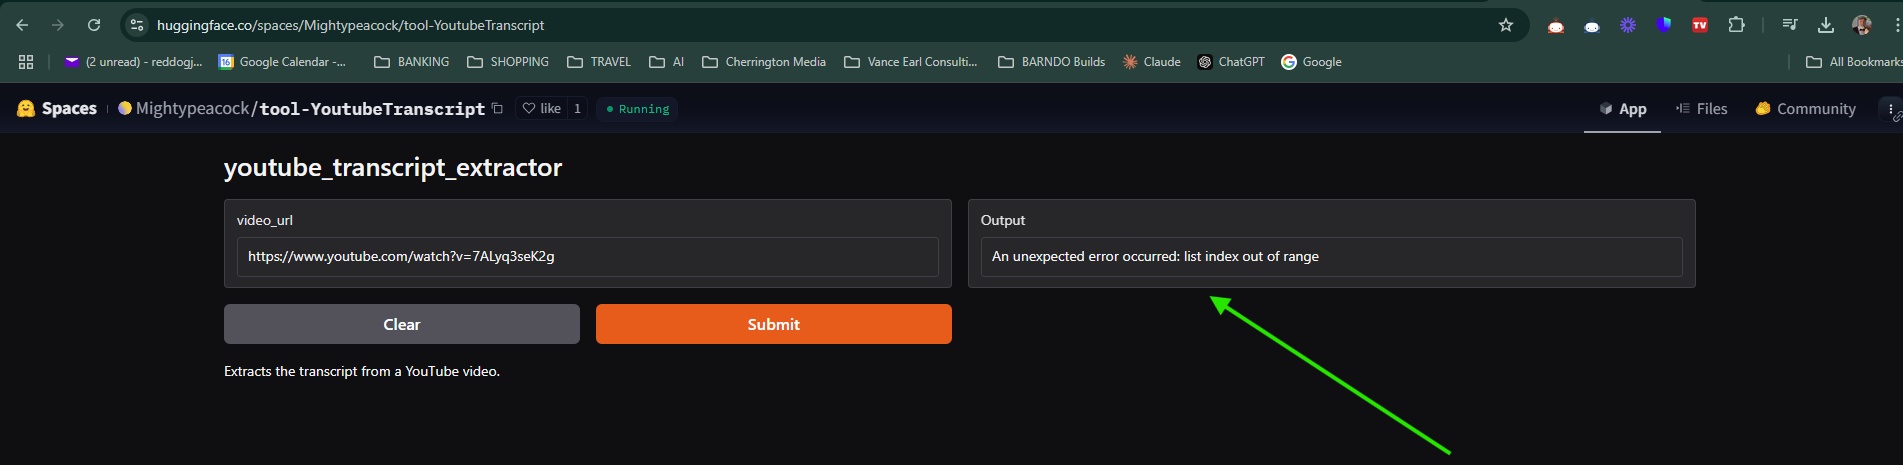 huggingface.co/spaces/Mightypeacock/tool-YoutubeTranscript
TV
(2 unread) - reddogj... 16 Google Calendar -... BANKING SHOPPING TRAVEL AI Cherrington Media Vance Earl Consulti... BARNDO Builds Claude ChatGPT Google All Bookmarks
Spaces Mightypeacock/tool-YoutubeTranscript like 1 Running App Files Community
youtube_transcript_extractor
video_url
https://www.youtube.com/watch?v=7ALyq3seK2g
Output
An unexpected error occurred: list index out of range
Clear Submit
Extracts the transcript from a YouTube video.